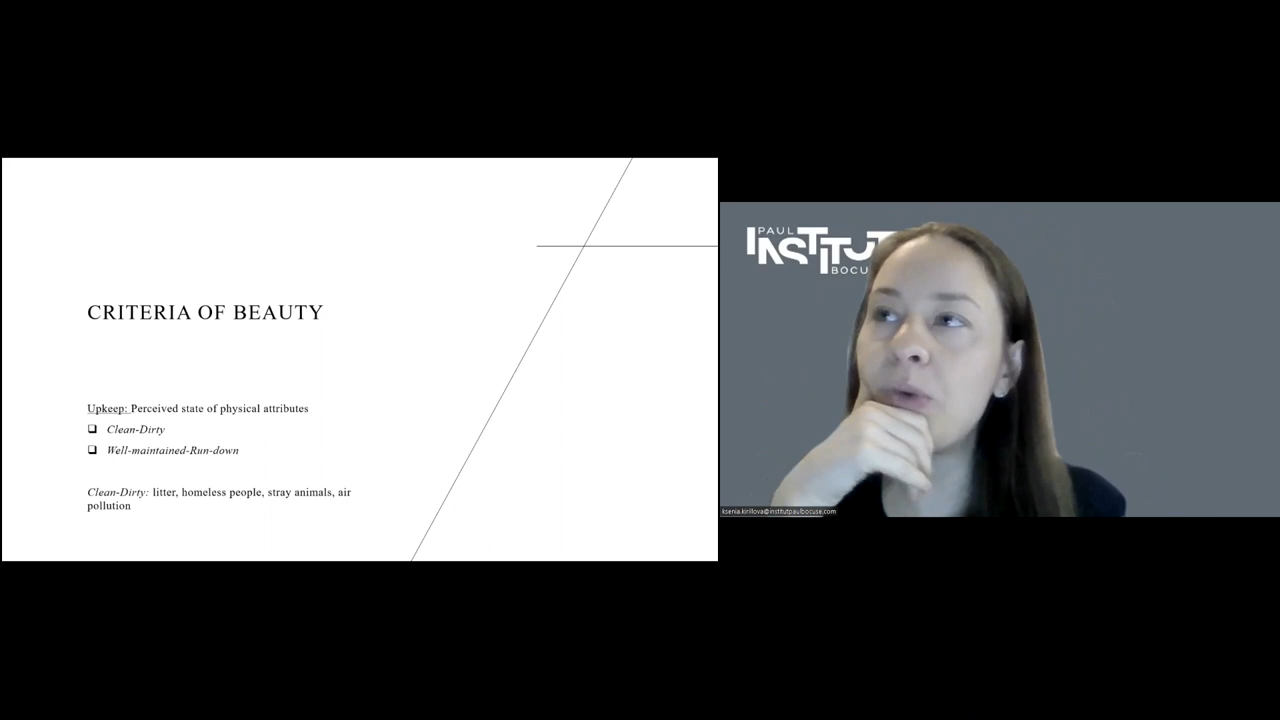 CRITERIA OF BEAUTY
Upkeep: Perceived state of physical attributes
Clean-Dirty
Well-maintained-Run-down
Clean-Dirty: litter, homeless people, stray animals, air
pollution
PAUL
INSTITU
BOCU
ksenia.kirillova@institutpaulbocuse.com